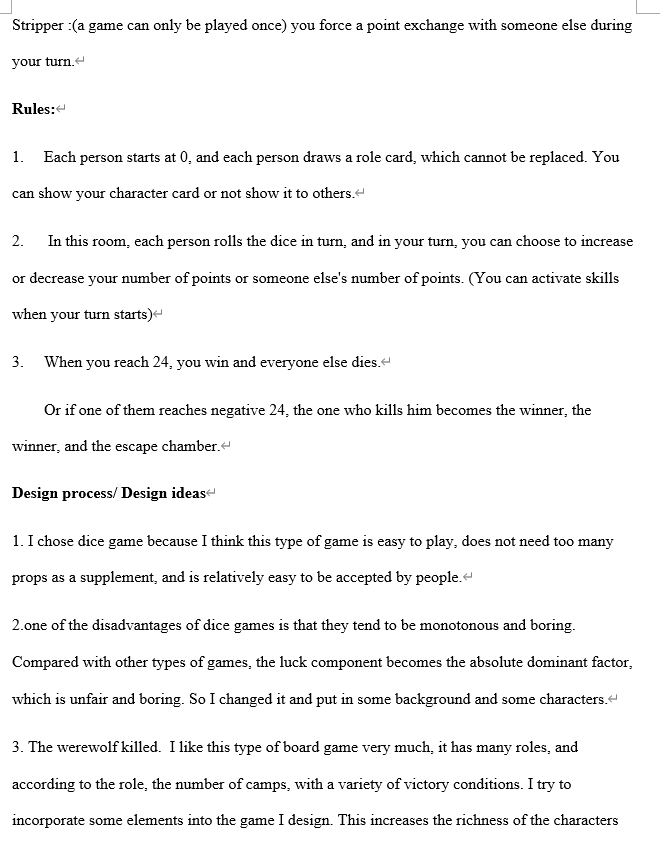 Stripper :(a game can only be played once) you force a point exchange with someone else during
your turn.↵
Rules:↵
1. Each person starts at 0, and each person draws a role card, which cannot be replaced. You
can show your character card or not show it to others.↵
2. In this room, each person rolls the dice in turn, and in your turn, you can choose to increase
or decrease your number of points or someone else's number of points. (You can activate skills
when your turn starts)↵
3. When you reach 24, you win and everyone else dies.↵
Or if one of them reaches negative 24, the one who kills him becomes the winner, the
winner, and the escape chamber.↵
Design process/ Design ideas↵
1. I chose dice game because I think this type of game is easy to play, does not need too many
props as a supplement, and is relatively easy to be accepted by people.↵
2.one of the disadvantages of dice games is that they tend to be monotonous and boring.
Compared with other types of games, the luck component becomes the absolute dominant factor,
which is unfair and boring. So I changed it and put in some background and some characters.↵
3. The werewolf killed. I like this type of board game very much, it has many roles, and
according to the role, the number of camps, with a variety of victory conditions. I try to
incorporate some elements into the game I design. This increases the richness of the characters